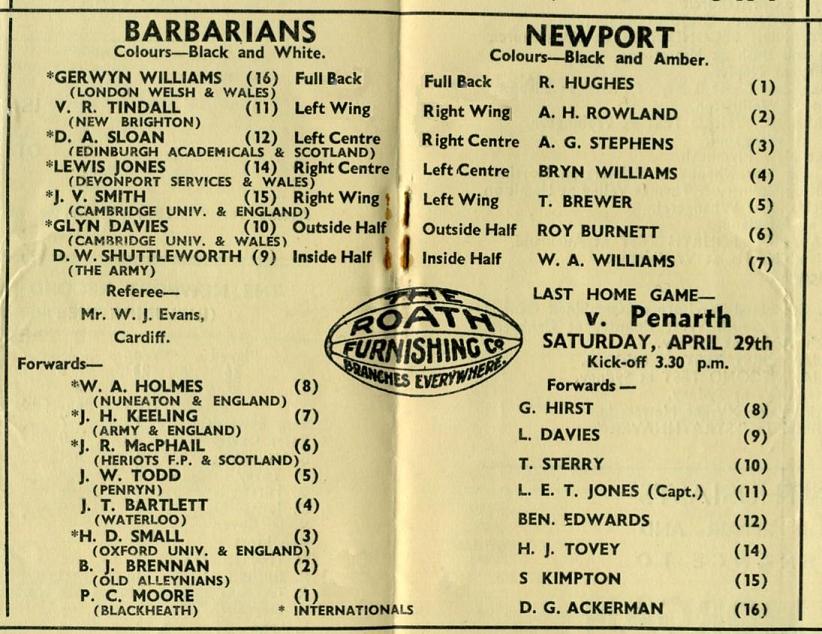 BARBARIANS
Colours—Black and White.
*GERWYN WILLIAMS (16) Full Back
(LONDON WELSH & WALES)
V. R. TINDALL (11) Left Wing
(NEW BRIGHTON)
*D. A. SLOAN (12) Left Centre
(EDINBURGH ACADEMICALS & SCOTLAND)
*LEWIS JONES (14) Right Centre
(DEVONPORT SERVICES & WALES)
*J. V. SMITH (15) Right Wing
(CAMBRIDGE UNIV. & ENGLAND)
*GLYN DAVIES (10) Outside Half
(CAMBRIDGE UNIV. & WALES)
D. W. SHUTTLEWORTH (9) Inside Half
(THE ARMY)
Referee—
Mr. W. J. Evans,
Cardiff.
Forwards—
*W. A. HOLMES (8)
(NUNEATON & ENGLAND)
*J. H. KEELING (7)
(ARMY & ENGLAND)
*J. R. MacPHAIL (6)
(HERIOTS F.P. & SCOTLAND)
J. W. TODD (5)
(PENRYN)
J. T. BARTLETT (4)
(WATERLOO)
*H. D. SMALL (3)
(OXFORD UNIV. & ENGLAND)
B. J. BRENNAN (2)
(OLD ALLEYNIANS)
P. C. MOORE (1)
(BLACKHEATH)
* INTERNATIONALS
THE
ROATH
FURNISHING CO
BRANCHES EVERYWHERE.
NEWPORT
Colours—Black and Amber.
Full Back R. HUGHES (1)
Right Wing A. H. ROWLAND (2)
Right Centre A. G. STEPHENS (3)
Left Centre BRYN WILLIAMS (4)
Left Wing T. BREWER (5)
Outside Half ROY BURNETT (6)
Inside Half W. A. WILLIAMS (7)
LAST HOME GAME—
v. Penarth
SATURDAY, APRIL 29th
Kick-off 3.30 p.m.
Forwards—
G. HIRST (8)
L. DAVIES (9)
T. STERRY (10)
L. E. T. JONES (Capt.) (11)
BEN. EDWARDS (12)
H. J. TOVEY (14)
S KIMPTON (15)
D. G. ACKERMAN (16)